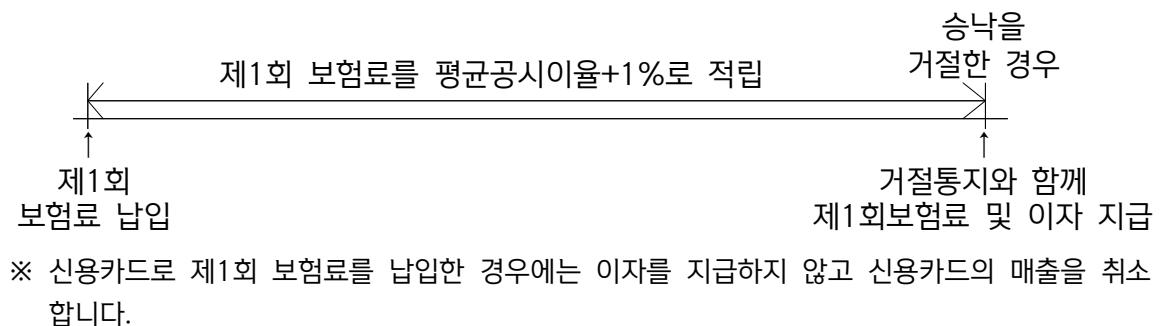 승낙을
거절한 경우
제1회 보험료를 평균공시이율+1%로 적립
제1회
보험료 납입
거절통지와 함께
제1회보험료 및 이자 지급
※ 신용카드로 제1회 보험료를 납입한 경우에는 이자를 지급하지 않고 신용카드의 매출을 취소
합니다.